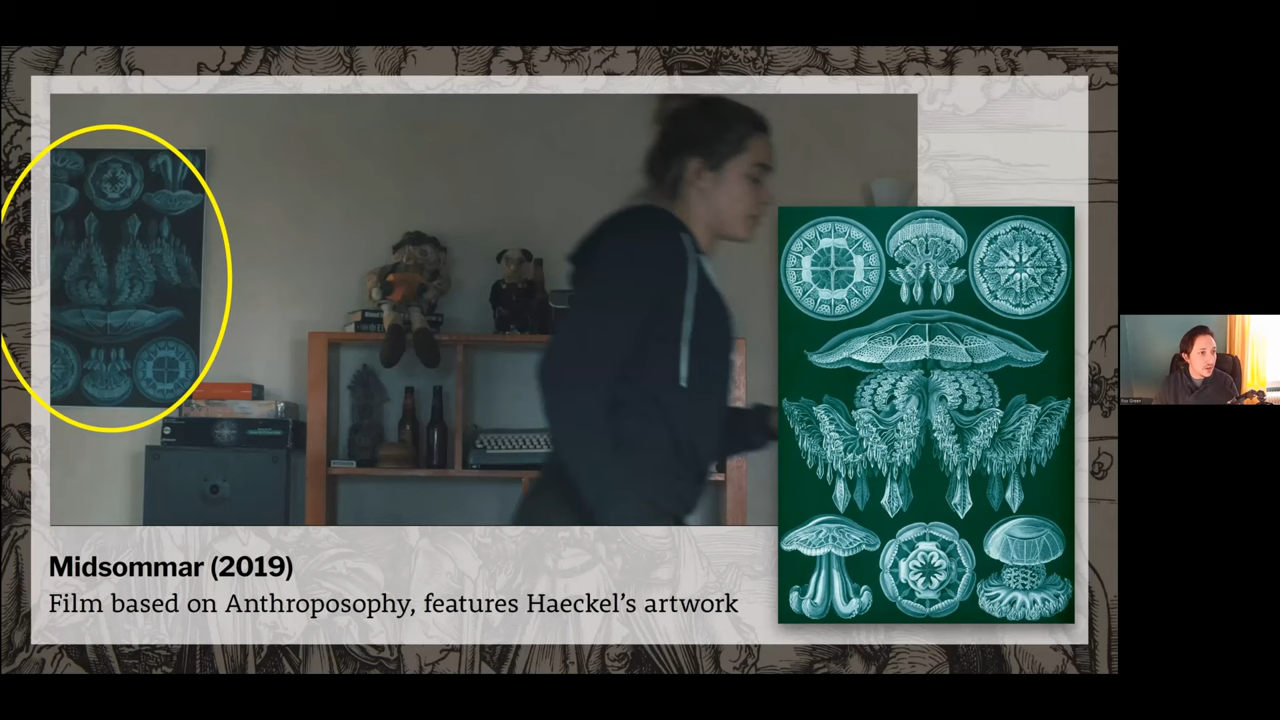 Midsommar (2019)
Film based on Anthroposophy, features Haeckel's artwork